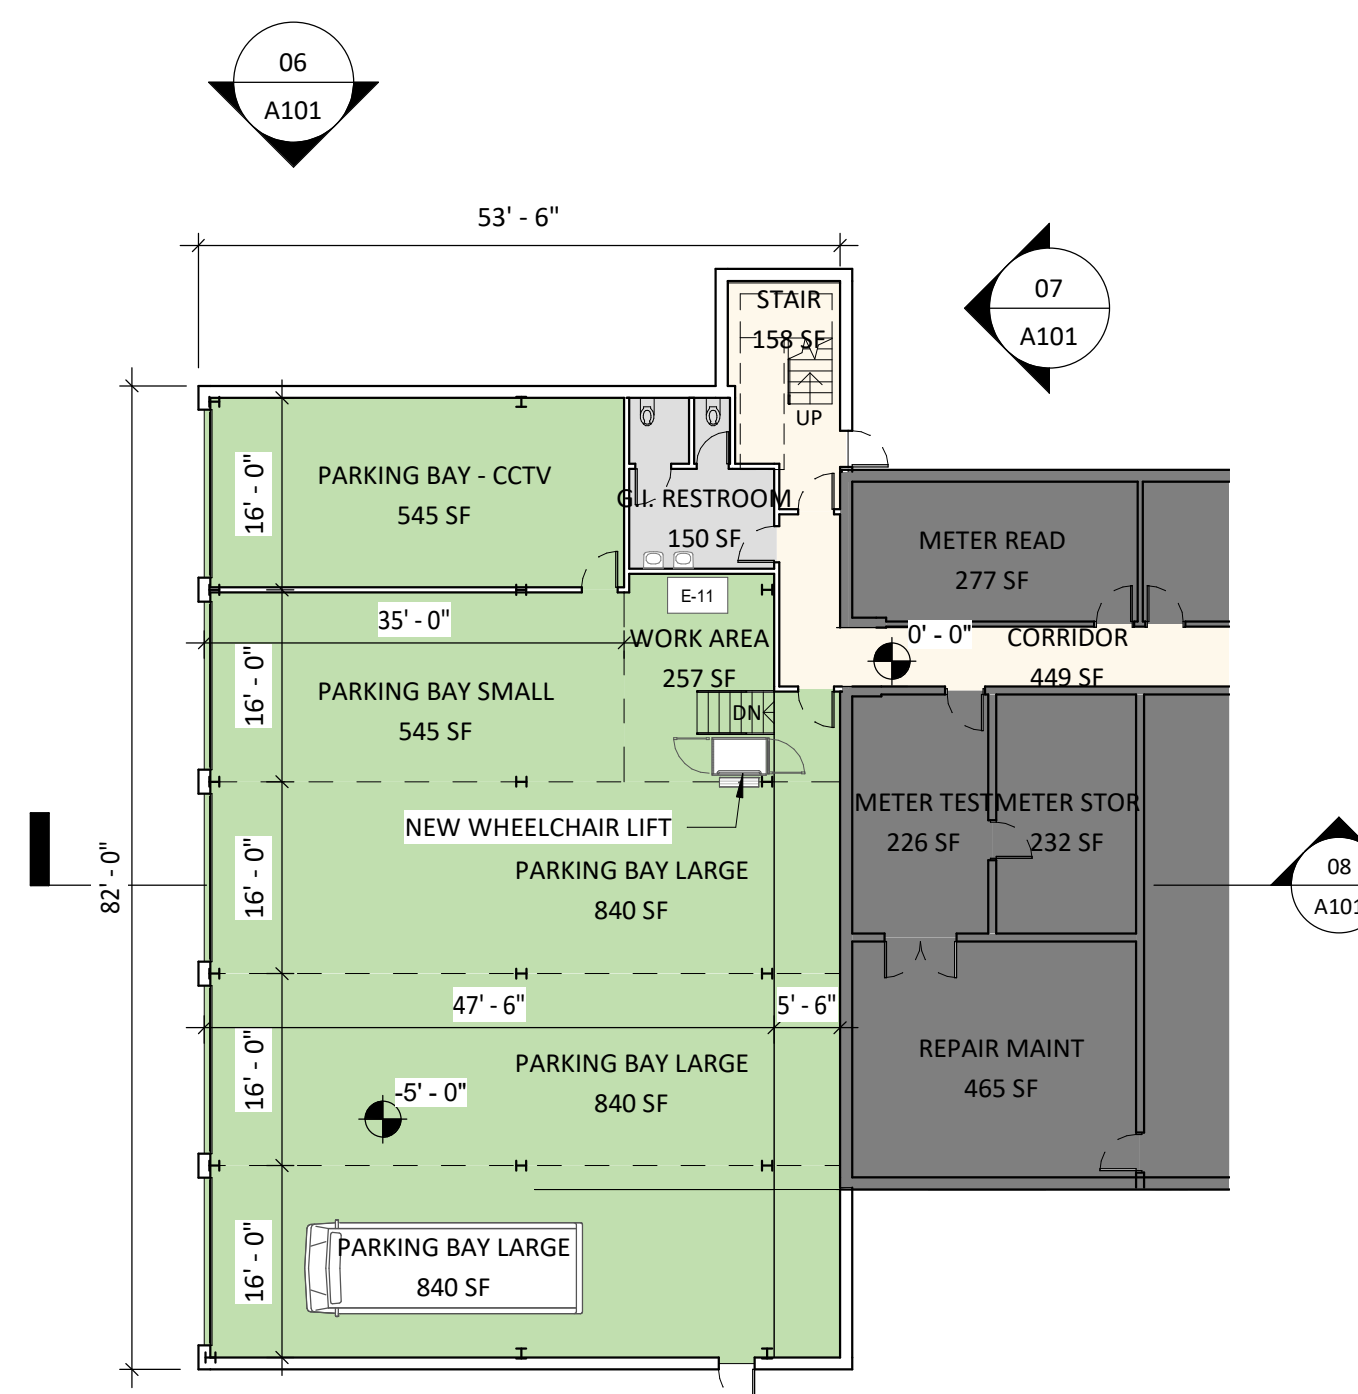 06
A101
53' - 6"
07
A101
STAIR
158 SF
UP
16' - 0"
PARKING BAY - CCTV
545 SF
G.I. RESTROOM
150 SF
METER READ
277 SF
E-11
35' - 0"
WORK AREA
257 SF
0' - 0"
CORRIDOR
449 SF
16' - 0"
PARKING BAY SMALL
545 SF
DN
NEW WHEELCHAIR LIFT
METER TEST
226 SF
METER STOR
232 SF
82' - 0"
16' - 0"
PARKING BAY LARGE
840 SF
08
A101
47' - 6"
5' - 6"
16' - 0"
PARKING BAY LARGE
840 SF
REPAIR MAINT
465 SF
-5' - 0"
16' - 0"
PARKING BAY LARGE
840 SF